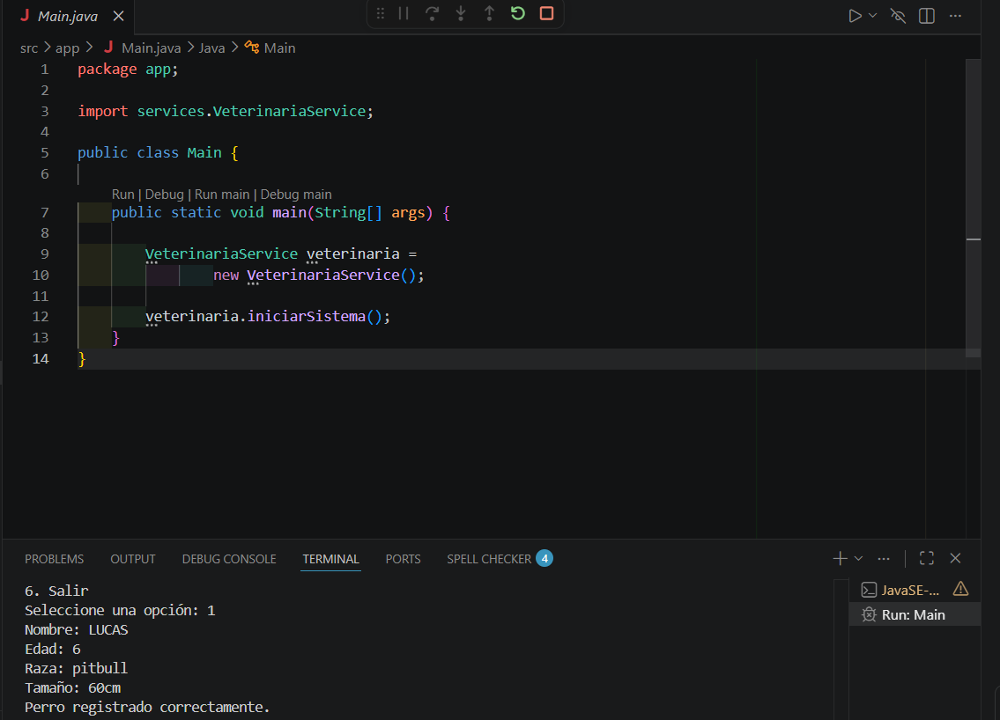 J Main.java
src > app > J Main.java > Java > Main
1 package app;
2
3 import services.VeterinariaService;
4
5 public class Main {
6
Run | Debug | Run main | Debug main
7 public static void main(String[] args) {
8
9 VeterinariaService veterinaria =
10 new VeterinariaService();
11
12 veterinaria.iniciarSistema();
13 }
14 }
PROBLEMS OUTPUT DEBUG CONSOLE TERMINAL PORTS SPELL CHECKER 4
6. Salir
Seleccione una opción: 1
Nombre: LUCAS
Edad: 6
Raza: pitbull
Tamaño: 60cm
Perro registrado correctamente.
JavaSE-...
Run: Main